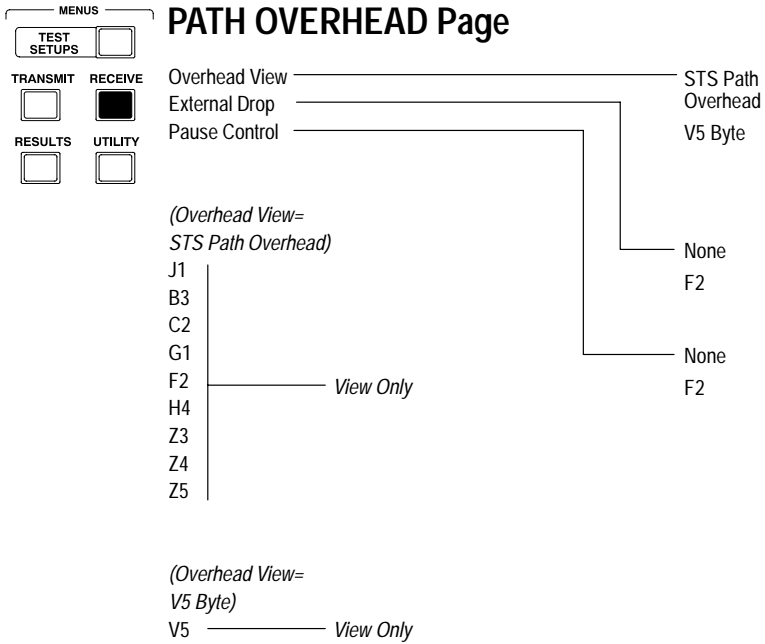 MENUS
TEST
SETUPS
TRANSMIT RECEIVE
RESULTS UTILITY
PATH OVERHEAD Page
Overhead View
External Drop
Pause Control
STS Path
Overhead
V5 Byte
None
F2
None
F2
(Overhead View=
STS Path Overhead)
J1
B3
C2
G1
F2
H4
Z3
Z4
Z5
View Only
(Overhead View=
V5 Byte)
V5 View Only